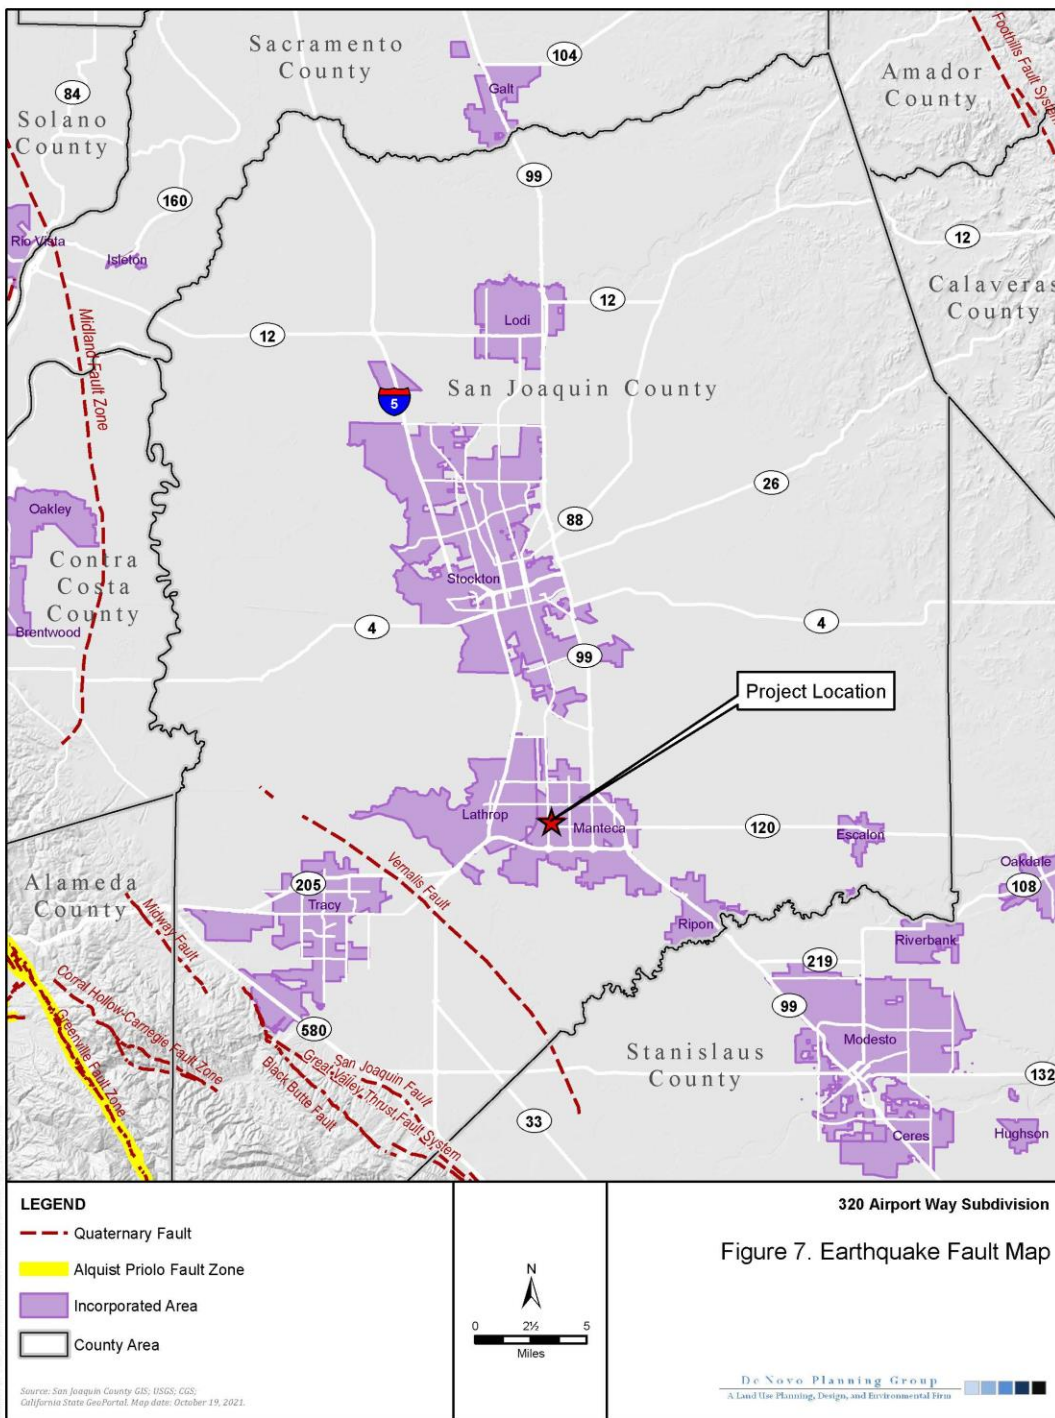 Sacramento
County
104
Galt
Amador
County
Foothills Fault System
84
Solano
County
99
160
Rio Vista
Isleton
12
Calaveras
County
Lodi
12
12
Midland Fault Zone
San Joaquin County
5
26
Oakley
88
Contra
Costa
County
Stockton
Brentwood
4
4
99
Project Location
Lathrop
Manteca
120
Escalon
Oakdale
108
Vernalis Fault
Alameda
County
205
Tracy
Midway Fault
Ripon
Riverbank
219
99
Corral Hollow-Carnegie Fault Zone
Greenville Fault Zone
580
San Joaquin Fault
Great Valley Thrust Fault System
Black Butte Fault
Stanislaus
County
Modesto
132
33
Ceres
Hughson
LEGEND
Quaternary Fault
Alquist Priolo Fault Zone
Incorporated Area
County Area
Source: San Joaquin County GIS; USGS; CGS;
California State GeoPortal. Map date: October 19, 2021.
N
0 2½ 5
Miles
320 Airport Way Subdivision
Figure 7. Earthquake Fault Map
De Novo Planning Group
A Land Use Planning, Design, and Environmental Firm